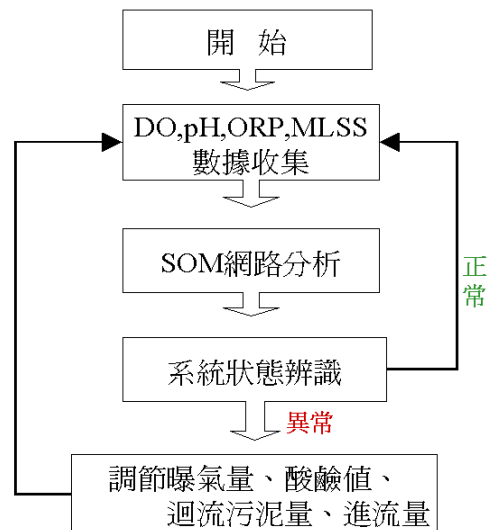 開 始
DO,pH,ORP,MLSS
數據收集
SOM網路分析
正
常
系統狀態辨識
異常
調節曝氣量、酸鹼值、
迴流污泥量、進流量